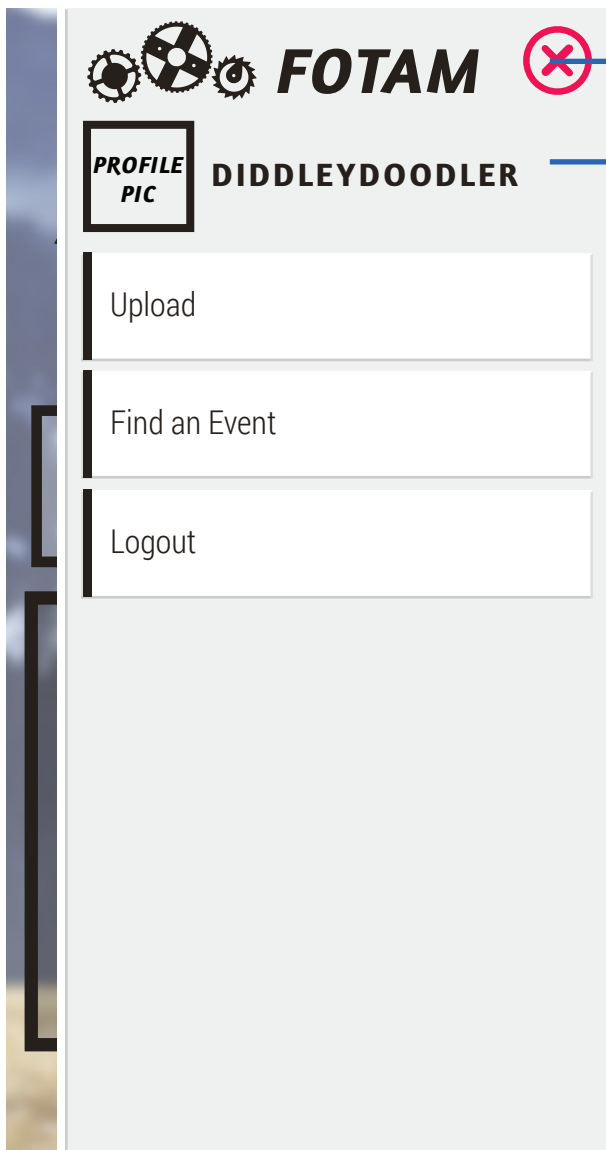 FOTAM
PROFILE
PIC
DIDDLEYDOODLER
Upload
Find an Event
Logout